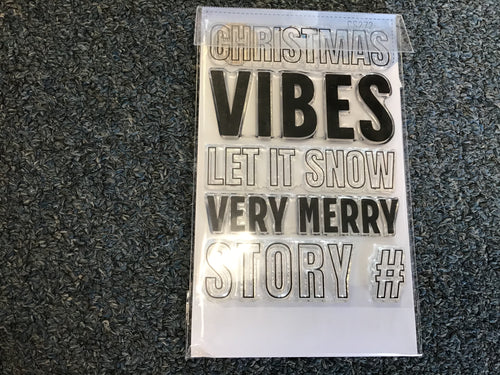 CHRISTMAS
VIBES
LET IT SNOW
VERY MERRY
STORY #